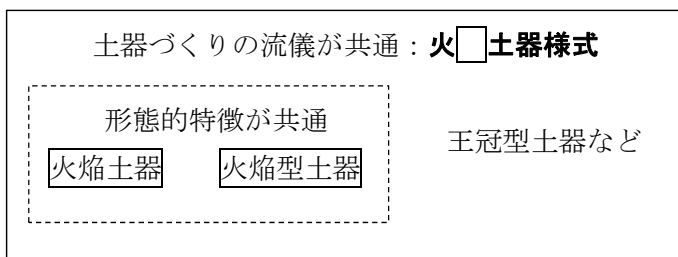 土器づくりの流儀が共通：火□土器様式
形態的特徴が共通
火焔土器 火焔型土器
王冠型土器など